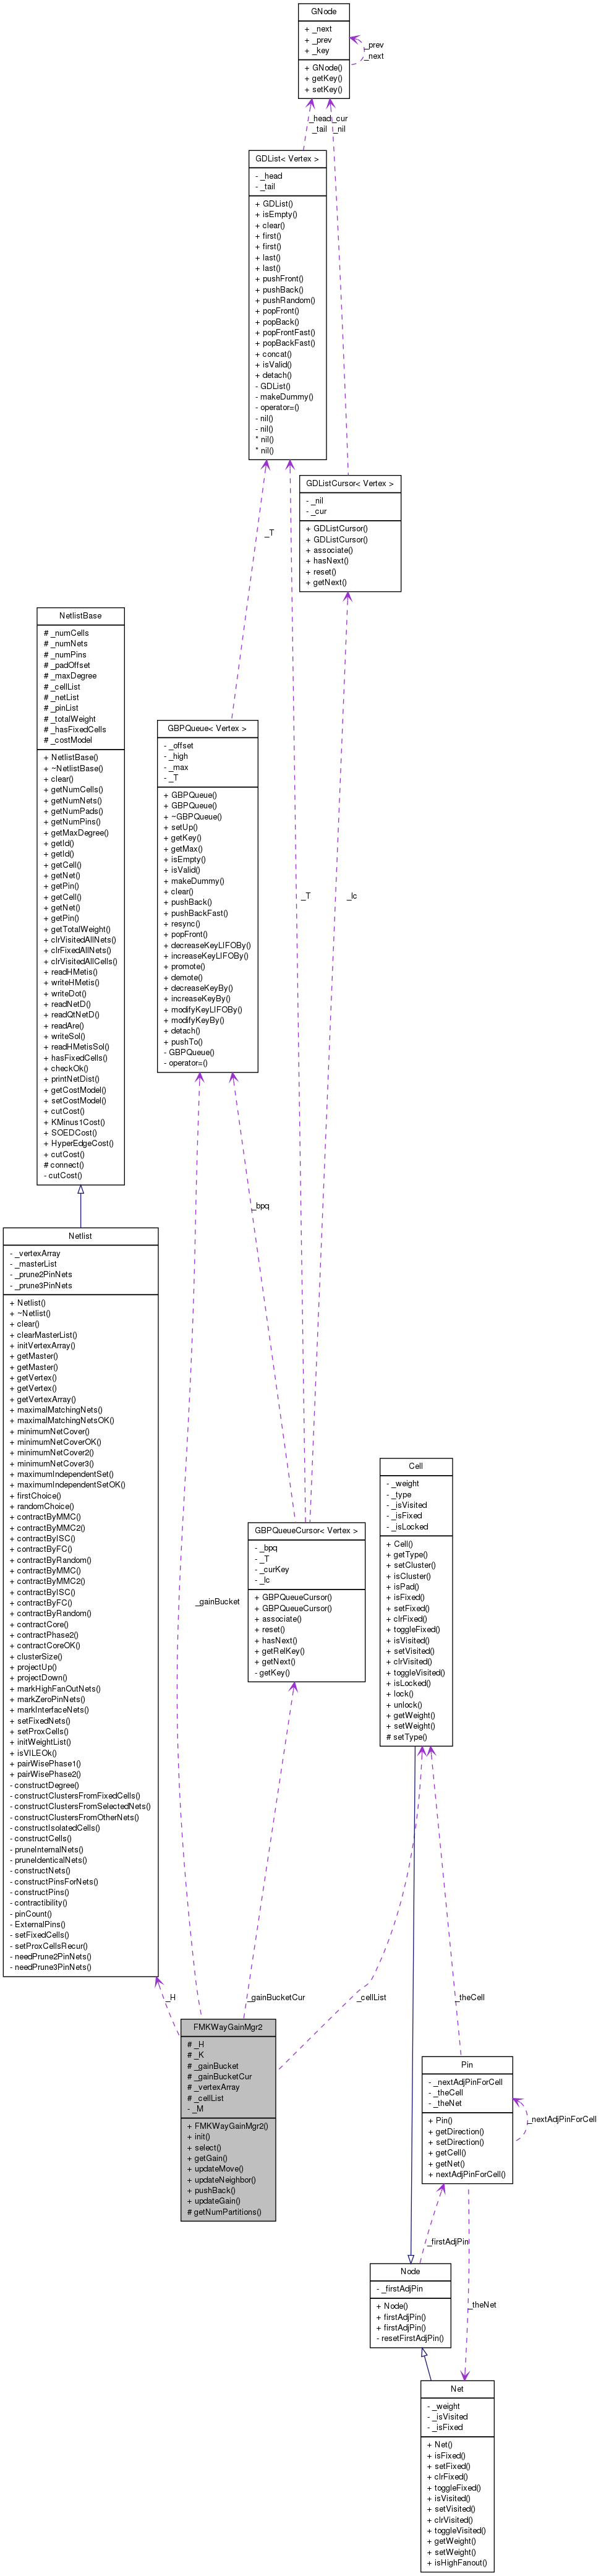 GNode
+ _next
+ _prev
+ _key
+ GNode()
+ getKey()
+ setKey()
_prev
_next
_head
_tail
_cur
_nil
GDList< Vertex >
- _head
- _tail
+ GDList()
+ isEmpty()
+ clear()
+ first()
+ first()
+ last()
+ last()
+ pushFront()
+ pushBack()
+ pushRandom()
+ popFront()
+ popBack()
+ popFrontFast()
+ popBackFast()
+ concat()
+ isValid()
+ detach()
- GDList()
- makeDummy()
- operator=()
- nil()
- nil()
* nil()
* nil()
GDListCursor< Vertex >
- _nil
- _cur
+ GDListCursor()
+ GDListCursor()
+ associate()
+ hasNext()
+ reset()
+ getNext()
_T
NetlistBase
# _numCells
# _numNets
# _numPins
# _padOffset
# _maxDegree
# _cellList
# _netList
# _pinList
# _totalWeight
# _hasFixedCells
# _costModel
+ NetlistBase()
+ ~NetlistBase()
+ clear()
+ getNumCells()
+ getNumNets()
+ getNumPads()
+ getNumPins()
+ getMaxDegree()
+ getId()
+ getId()
+ getCell()
+ getNet()
+ getPin()
+ getCell()
+ getNet()
+ getPin()
+ getTotalWeight()
+ clrVisitedAllNets()
+ clrFixedAllNets()
+ clrVisitedAllCells()
+ readHMetis()
+ writeHMetis()
+ writeDot()
+ readNetD()
+ readQtNetD()
+ readAre()
+ writeSol()
+ readHMetisSol()
+ hasFixedCells()
+ checkOk()
+ printNetDist()
+ getCostModel()
+ setCostModel()
+ cutCost()
+ KMinus1Cost()
+ SOEDCost()
+ HyperEdgeCost()
+ cutCost()
# connect()
- cutCost()
GBPQueue< Vertex >
- _offset
- _high
- _max
- _T
+ GBPQueue()
+ GBPQueue()
+ ~GBPQueue()
+ setUp()
+ getKey()
+ getMax()
+ isEmpty()
+ isValid()
+ makeDummy()
+ clear()
+ pushBack()
+ pushBackFast()
+ resync()
+ popFront()
+ decreaseKeyLIFOBy()
+ increaseKeyLIFOBy()
+ promote()
+ demote()
+ decreaseKeyBy()
+ increaseKeyBy()
+ modifyKeyLIFOBy()
+ modifyKeyBy()
+ detach()
+ pushTo()
- GBPQueue()
- operator=()
_T
_lc
_bpq
Netlist
- _vertexArray
- _masterList
- _prune2PinNets
- _prune3PinNets
+ Netlist()
+ ~Netlist()
+ clear()
+ clearMasterList()
+ initVertexArray()
+ getMaster()
+ getMaster()
+ getVertex()
+ getVertex()
+ getVertexArray()
+ maximalMatchingNets()
+ maximalMatchingNetsOK()
+ minimumNetCover()
+ minimumNetCoverOK()
+ minimumNetCover2()
+ minimumNetCover3()
+ maximumIndependentSet()
+ maximumIndependentSetOK()
+ firstChoice()
+ randomChoice()
+ contractByMMC()
+ contractByMMC2()
+ contractByISC()
+ contractByFC()
+ contractByRandom()
+ contractByMMC()
+ contractByMMC2()
+ contractByISC()
+ contractByFC()
+ contractByRandom()
+ contractCore()
+ contractPhase2()
+ contractCoreOK()
+ clusterSize()
+ projectUp()
+ projectDown()
+ markHighFanOutNets()
+ markZeroPinNets()
+ markInterfaceNets()
+ setFixedNets()
+ setProxCells()
+ initWeightList()
+ isVILEOk()
+ pairWisePhase1()
+ pairWisePhase2()
- constructDegree()
- constructClustersFromFixedCells()
- constructClustersFromSelectedNets()
- constructClustersFromOtherNets()
- constructIsolatedCells()
- constructCells()
- pruneInternalNets()
- pruneIdenticalNets()
- constructNets()
- constructPinsForNets()
- constructPins()
- contractibility()
- pinCount()
- ExternalPins()
- setFixedCells()
- setProxCellsRecur()
- needPrune2PinNets()
- needPrune3PinNets()
Cell
- _weight
- _type
- _isVisited
- _isFixed
- _isLocked
+ Cell()
+ getType()
+ setCluster()
+ isCluster()
+ isPad()
+ isFixed()
+ setFixed()
+ clrFixed()
+ toggleFixed()
+ isVisited()
+ setVisited()
+ clrVisited()
+ toggleVisited()
+ isLocked()
+ lock()
+ unlock()
+ getWeight()
+ setWeight()
# setType()
GBPQueueCursor< Vertex >
- _bpq
- _T
- _curKey
- _lc
+ GBPQueueCursor()
+ GBPQueueCursor()
+ associate()
+ reset()
+ hasNext()
+ getRelKey()
+ getNext()
- getKey()
_gainBucket
_H
_gainBucketCur
_cellList
_theCell
FMKWayGainMgr2
# _H
# _K
# _gainBucket
# _gainBucketCur
# _vertexArray
# _cellList
- _M
+ FMKWayGainMgr2()
+ init()
+ select()
+ getGain()
+ updateMove()
+ updateNeighbor()
+ pushBack()
+ updateGain()
# getNumPartitions()
Pin
- _nextAdjPinForCell
- _theCell
- _theNet
+ Pin()
+ getDirection()
+ setDirection()
+ getCell()
+ getNet()
+ nextAdjPinForCell()
_nextAdjPinForCell
_firstAdjPin
_theNet
Node
- _firstAdjPin
+ Node()
+ firstAdjPin()
+ firstAdjPin()
- resetFirstAdjPin()
Net
- _weight
- _isVisited
- _isFixed
+ Net()
+ isFixed()
+ setFixed()
+ clrFixed()
+ toggleFixed()
+ isVisited()
+ setVisited()
+ clrVisited()
+ toggleVisited()
+ getWeight()
+ setWeight()
+ isHighFanout()